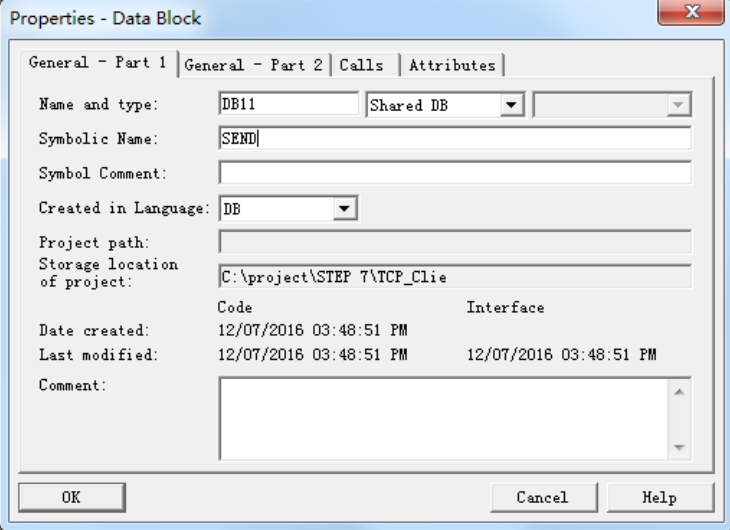 Properties - Data Block
General - Part 1 General - Part 2 Calls Attributes
Name and type: DB11 Shared DB
Symbolic Name: SEND
Symbol Comment:
Created in Language: DB
Project path:
Storage location
of project: C:\project\STEP 7\TCP_Clie
Code Interface
Date created: 12/07/2016 03:48:51 PM
Last modified: 12/07/2016 03:48:51 PM 12/07/2016 03:48:51 PM
Comment:
OK Cancel Help